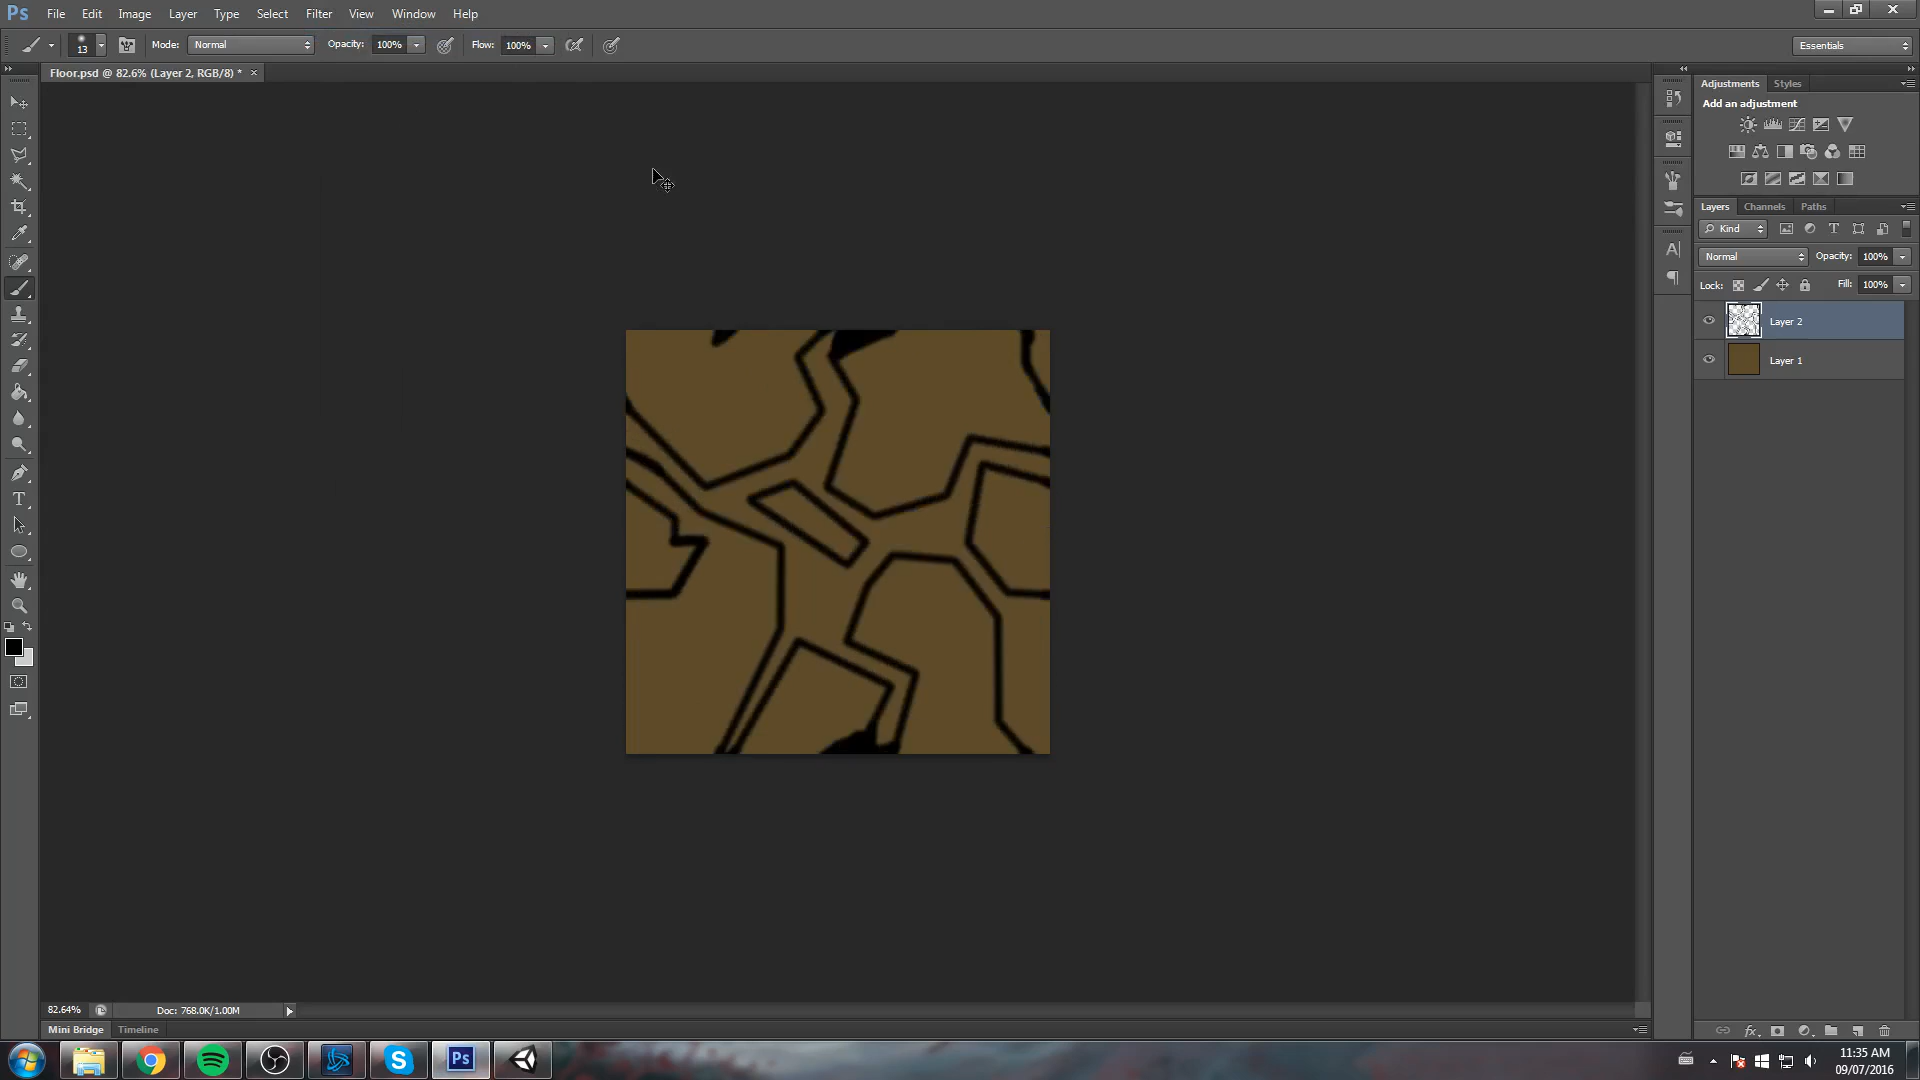 Ps File Edit Image Layer Type Select Filter View Window Help
13 Mode: Normal Opacity: 100% Flow: 100% Essentials
Floor.psd @ 82.6% (Layer 2, RGB/8) *
Adjustments Styles
Add an adjustment
Layers Channels Paths
Kind
Normal Opacity: 100%
Lock: Fill: 100%
Layer 2
Layer 1
82.64% Doc: 768.0K/1.00M
Mini Bridge Timeline
Ps
11:35 AM
09/07/2016